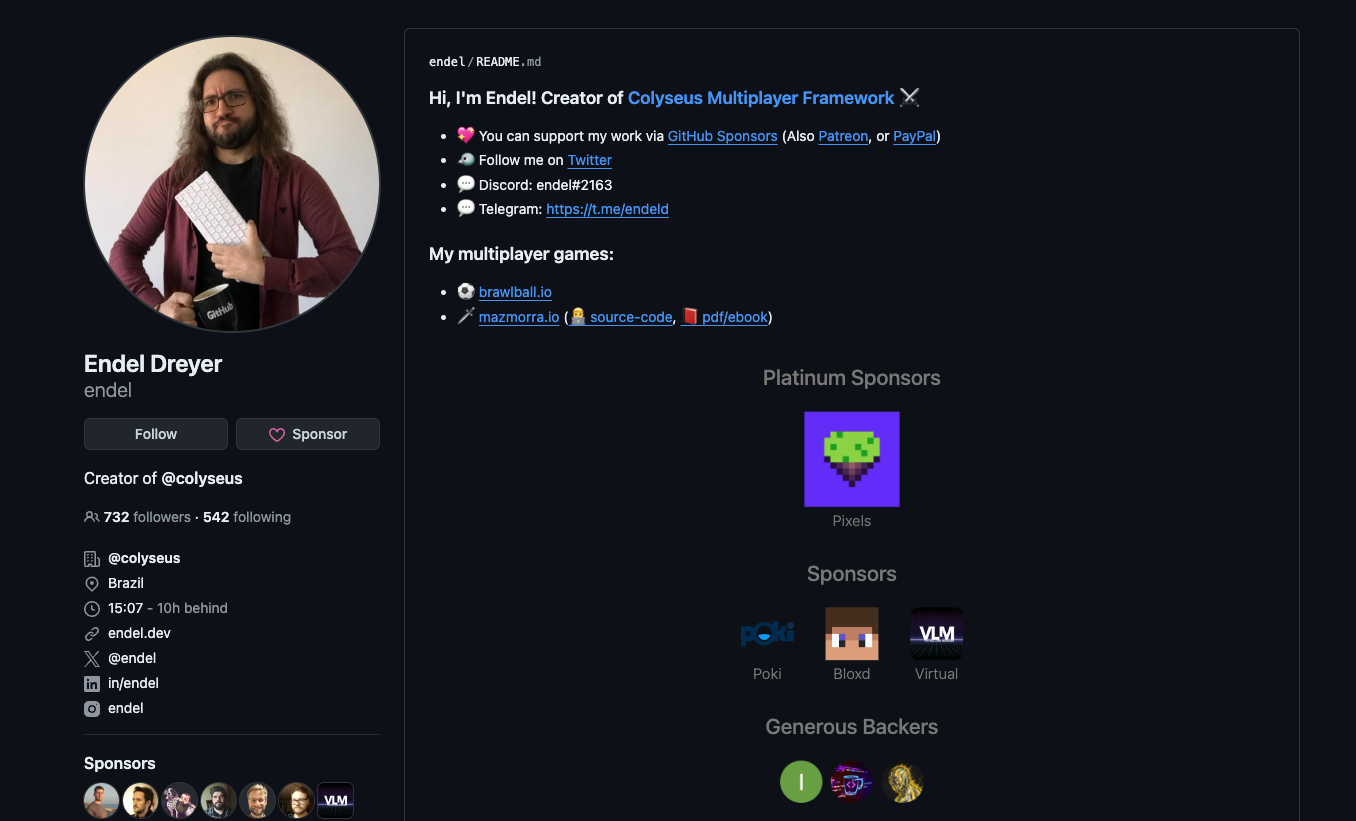 GitHub
Endel Dreyer
endel
Follow
Sponsor
Creator of @colyseus
732 followers · 542 following
@colyseus
Brazil
15:07 - 10h behind
endel.dev
@endel
in/endel
endel
Sponsors
VLM
endel/README.md
Hi, I'm Endel! Creator of Colyseus Multiplayer Framework ⚔️
• 💖 You can support my work via GitHub Sponsors (Also Patreon, or PayPal)
• 🐦 Follow me on Twitter
• 💬 Discord: endel#2163
• 💬 Telegram: https://t.me/endeld
My multiplayer games:
• ⚽ brawlball.io
• 🗡️ mazmorra.io (👨‍💻 source-code, 📕 pdf/ebook)
Platinum Sponsors
Pixels
Sponsors
poki
VLM
Poki
Bloxd
Virtual
Generous Backers
I